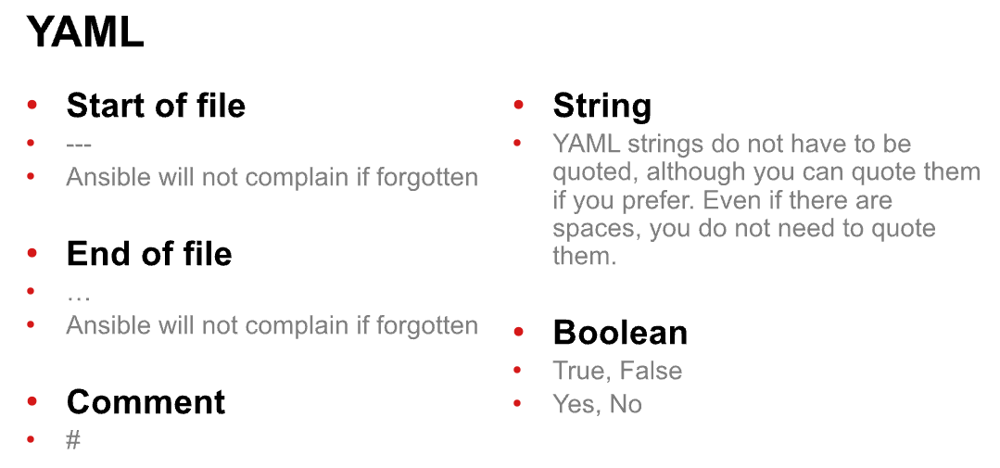 YAML
• Start of file
• ---
• Ansible will not complain if forgotten
• End of file
• …
• Ansible will not complain if forgotten
• Comment
• #
• String
• YAML strings do not have to be
quoted, although you can quote them
if you prefer. Even if there are
spaces, you do not need to quote
them.
• Boolean
• True, False
• Yes, No